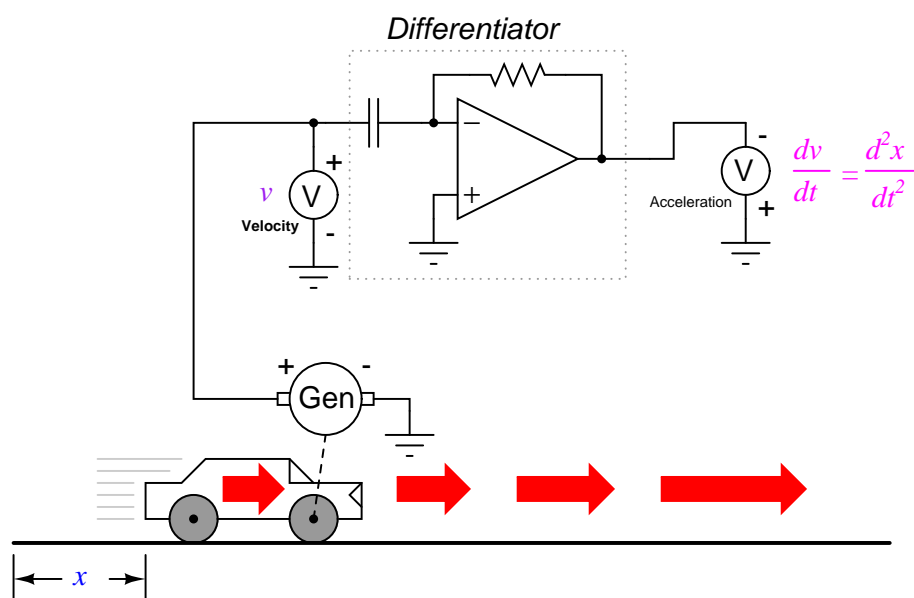 Differentiator
−
+
+
V
-
v
Velocity
-
V
+
Acceleration
dv/dt = d²x/dt²
+
-
Gen
x